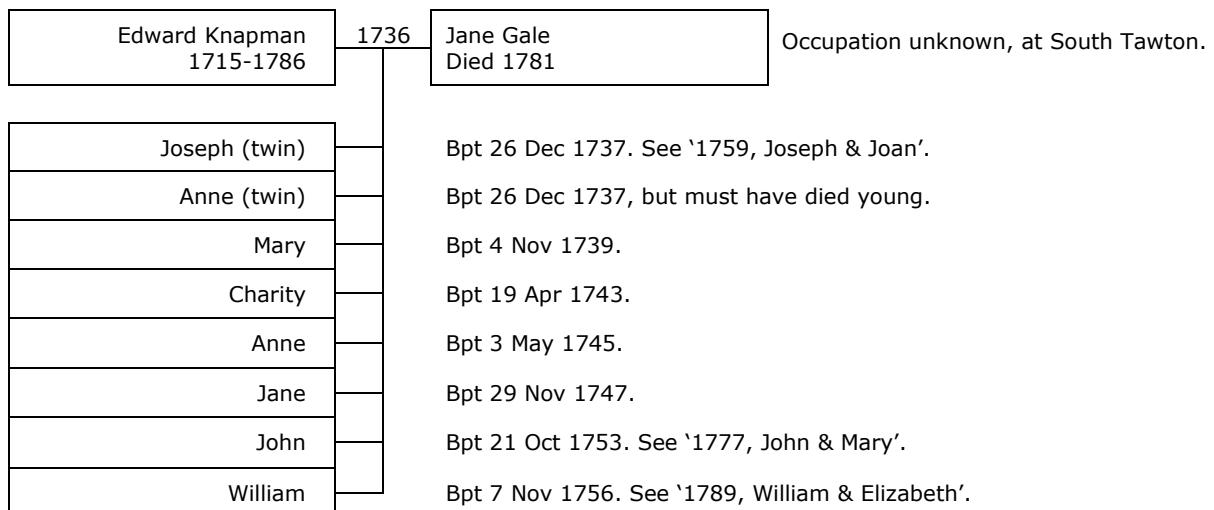 Edward Knapman 1736 Jane Gale Occupation unknown, at South Tawton.
1715-1786 Died 1781
Joseph (twin) Bpt 26 Dec 1737. See ‘1759, Joseph & Joan’.
Anne (twin) Bpt 26 Dec 1737, but must have died young.
Mary Bpt 4 Nov 1739.
Charity Bpt 19 Apr 1743.
Anne Bpt 3 May 1745.
Jane Bpt 29 Nov 1747.
John Bpt 21 Oct 1753. See ‘1777, John & Mary’.
William Bpt 7 Nov 1756. See ‘1789, William & Elizabeth’.